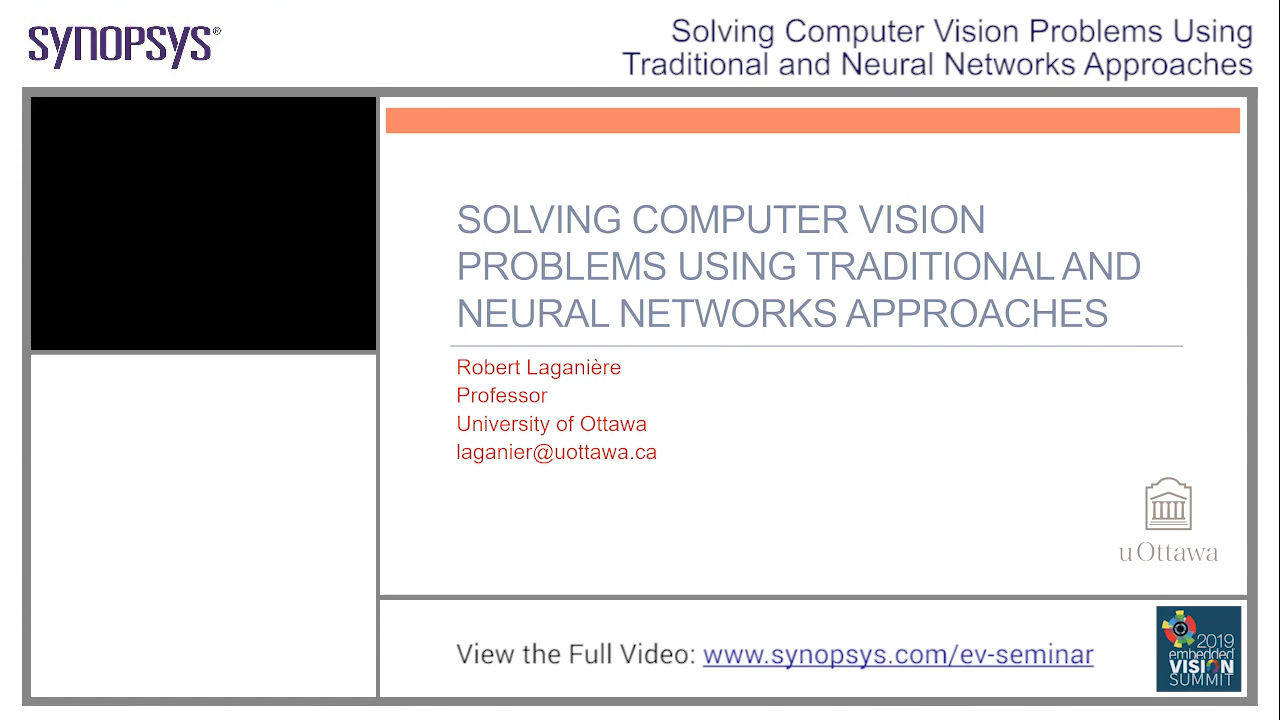 SYNOPSYS®
Solving Computer Vision Problems Using
Traditional and Neural Networks Approaches
SOLVING COMPUTER VISION
PROBLEMS USING TRADITIONAL AND
NEURAL NETWORKS APPROACHES
Robert Laganière
Professor
University of Ottawa
laganier@uottawa.ca
uOttawa
View the Full Video: www.synopsys.com/ev-seminar
2019
embedded
VISION
SUMMIT